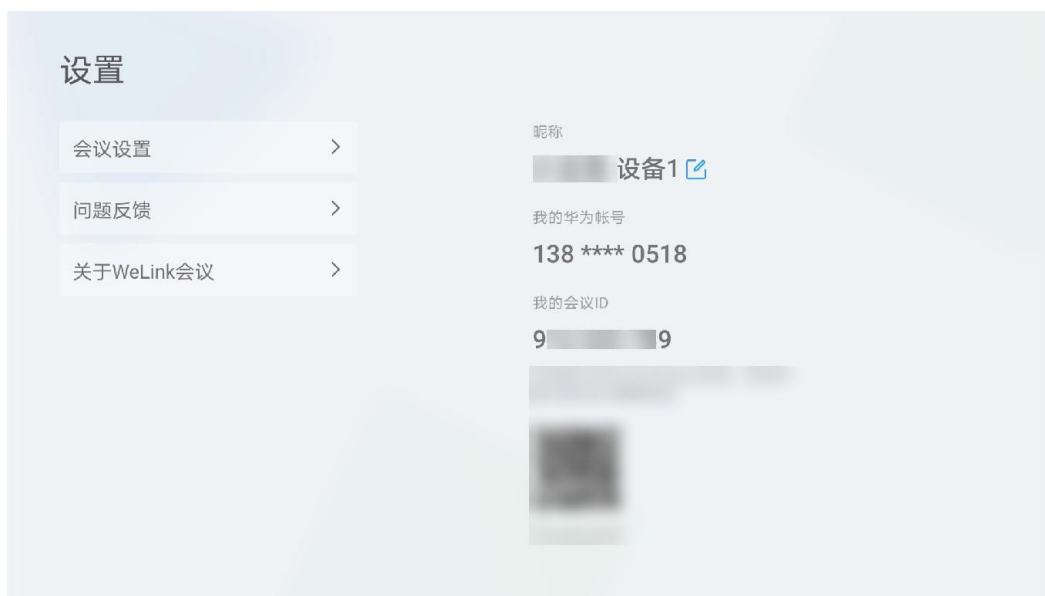 设置
会议设置
问题反馈
关于WeLink会议
昵称
设备1
我的华为帐号
138 **** 0518
我的会议ID
9 9